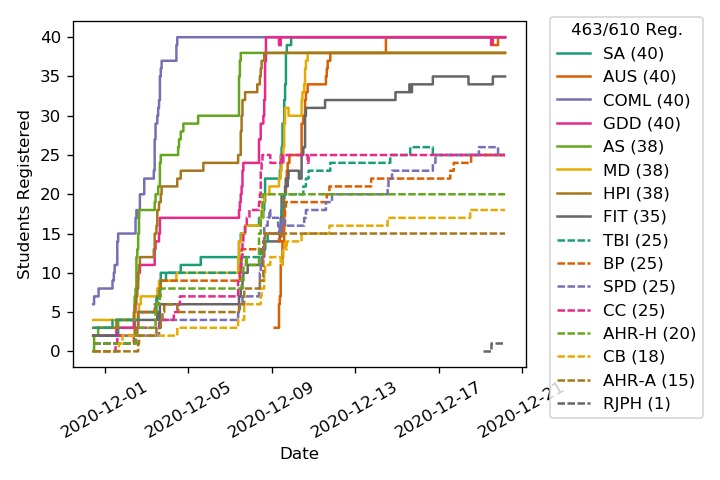 463/610 Reg.
SA (40)
AUS (40)
COML (40)
GDD (40)
AS (38)
MD (38)
HPI (38)
FIT (35)
TBI (25)
BP (25)
SPD (25)
CC (25)
AHR-H (20)
CB (18)
AHR-A (15)
RJPH (1)
Students Registered
40
35
30
25
20
15
10
5
0
2020-12-01
2020-12-05
2020-12-09
2020-12-13
2020-12-17
2020-12-21
Date